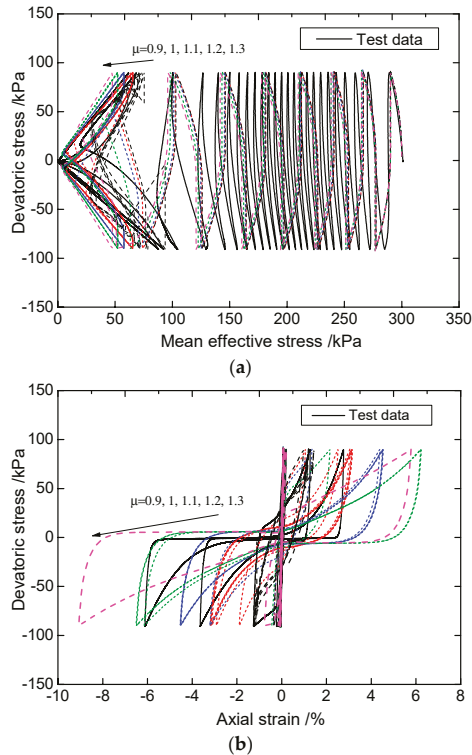 150
100
50
0
-50
-100
-150
μ=0.9, 1, 1.1, 1.2, 1.3
Test data
Devatoric stress /kPa
0 50 100 150 200 250 300 350 400
Mean effective stress /kPa
(a)
150
100
50
0
-50
-100
-150
Test data
μ=0.9, 1, 1.1, 1.2, 1.3
Devatoric stress /kPa
-10 -8 -6 -4 -2 0 2 4 6 8
Axial strain /%
(b)